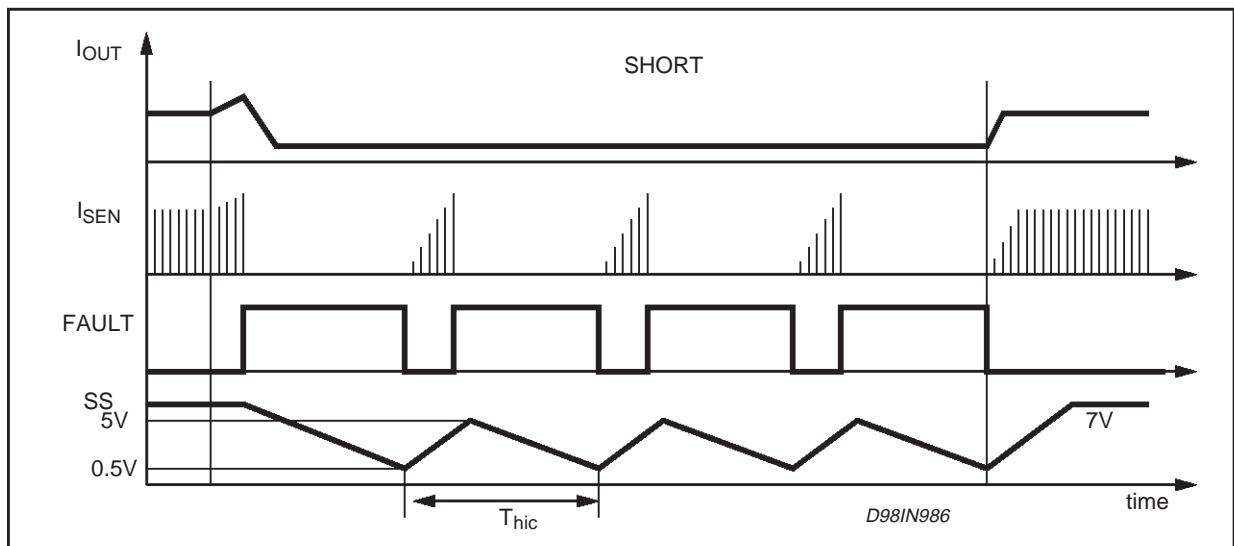 IOUT
SHORT
ISEN
FAULT
SS
5V
7V
0.5V
time
Thic
D98IN986